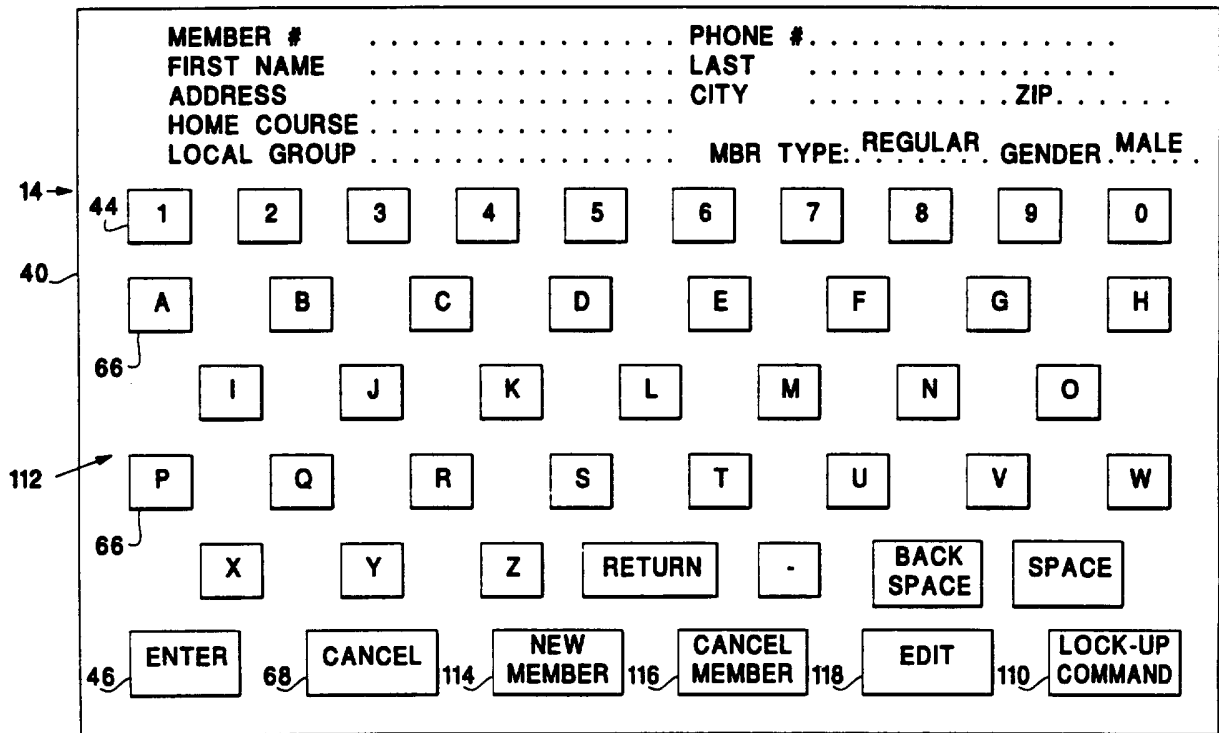 MEMBER # . . . . . . . . . . . . . . . . PHONE # . . . . . . . . . . . . . . . .
FIRST NAME . . . . . . . . . . . . . . . . LAST . . . . . . . . . . . . . . . .
ADDRESS . . . . . . . . . . . . . . . . CITY . . . . . . . . . . . ZIP . . . . . .
HOME COURSE . . . . . . . . . . . . . . . .
LOCAL GROUP . . . . . . . . . . . . . . . . MBR TYPE: REGULAR GENDER MALE
14
44 1 2 3 4 5 6 7 8 9 0
40
A B C D E F G H
66
I J K L M N O
112
P Q R S T U V W
66
X Y Z RETURN - BACK SPACE SPACE
46 ENTER 68 CANCEL 114 NEW MEMBER 116 CANCEL MEMBER 118 EDIT 110 LOCK-UP COMMAND